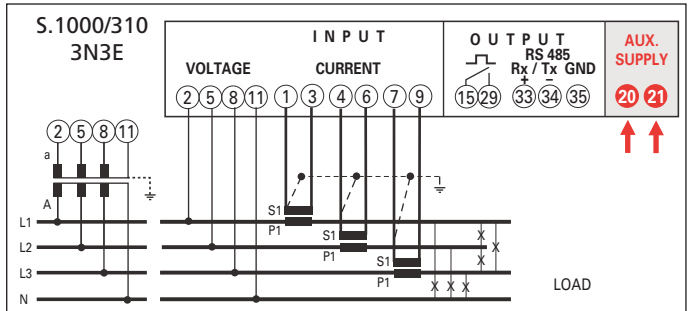 S.1000/310
3N3E
INPUT
OUTPUT
AUX.
SUPPLY
RS 485
Rx / Tx GND
+ −
VOLTAGE CURRENT
2 5 8 11 1 3 4 6 7 9 15 29 33 34 35 20 21
2 5 8 11
a
A
L1
S1
P1
L2
S1
P1
X
X
L3
S1
P1
X X X
LOAD
N